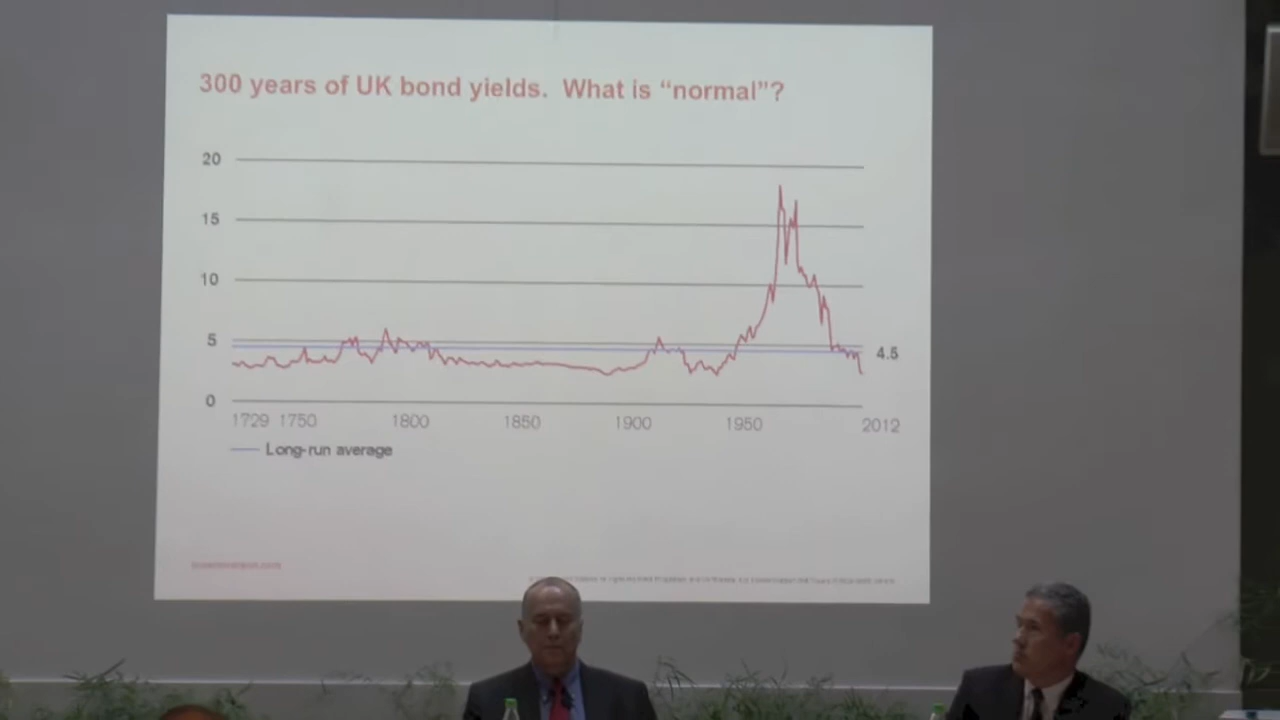 300 years of UK bond yields. What is “normal”?
20
15
10
5
4.5
0
1729 1750 1800 1850 1900 1950 2012
Long-run average